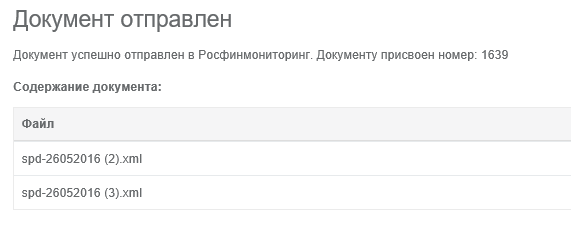 Документ отправлен
Документ успешно отправлен в Росфинмониторинг. Документу присвоен номер: 1639
Содержание документа:
Файл
spd-26052016 (2).xml
spd-26052016 (3).xml